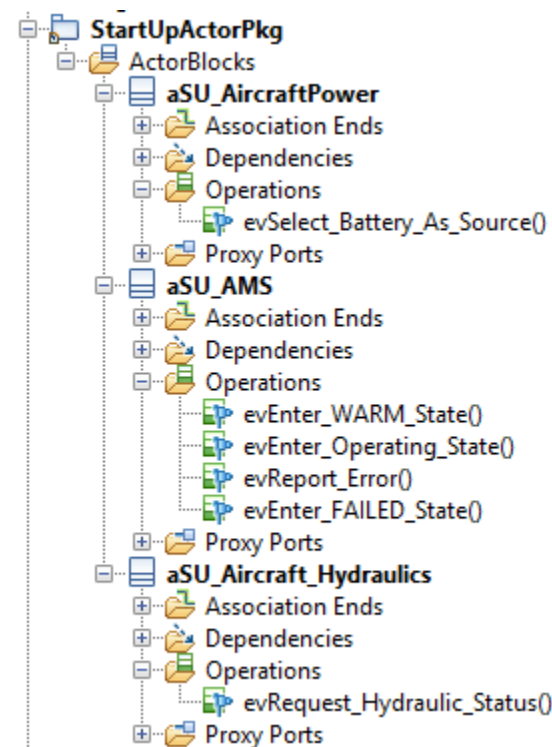 StartUpActorPkg
ActorBlocks
aSU_AircraftPower
Association Ends
Dependencies
Operations
evSelect_Battery_As_Source()
Proxy Ports
aSU_AMS
Association Ends
Dependencies
Operations
evEnter_WARM_State()
evEnter_Operating_State()
evReport_Error()
evEnter_FAILED_State()
Proxy Ports
aSU_Aircraft_Hydraulics
Association Ends
Dependencies
Operations
evRequest_Hydraulic_Status()
Proxy Ports